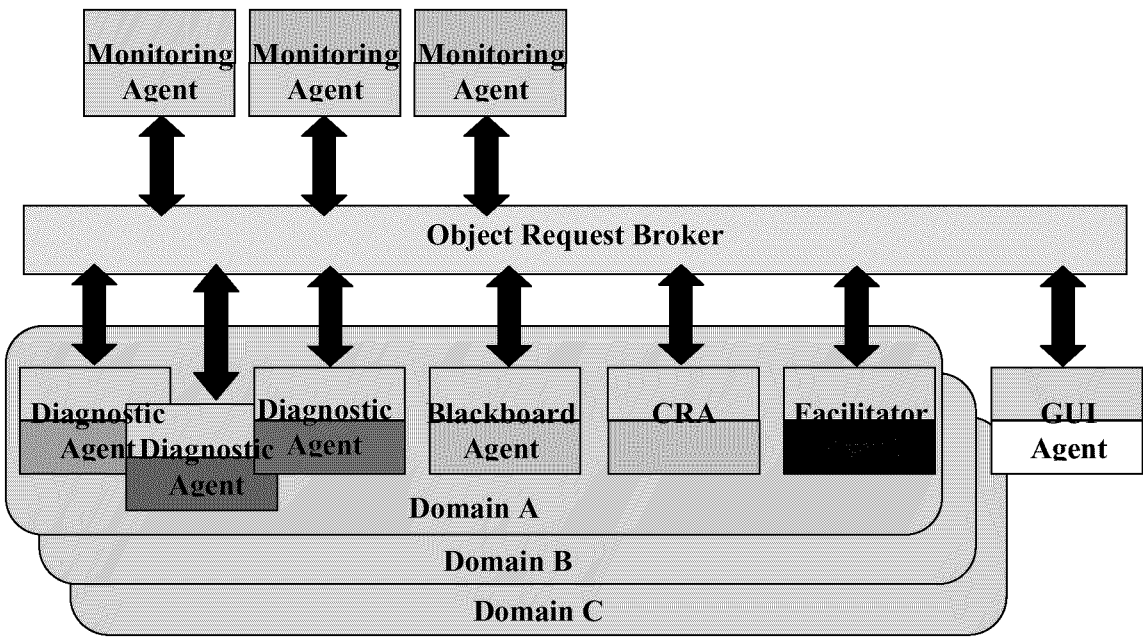 Monitoring
Agent
Monitoring
Agent
Monitoring
Agent
Object Request Broker
Diagnostic
Agent
Diagnostic
Agent
Diagnostic
Agent
Blackboard
Agent
CRA
Facilitator
GUI
Agent
Domain A
Domain B
Domain C